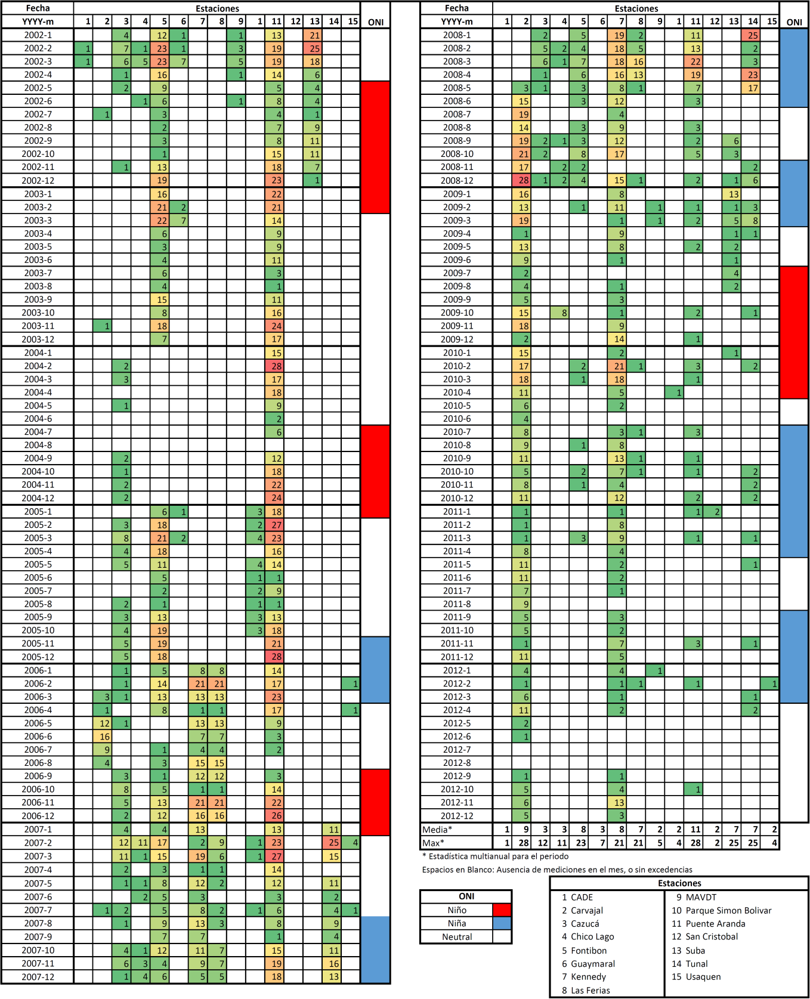 Fecha Estaciones
YYYY-m 1 2 3 4 5 6 7 8 9 1 11 12 13 14 15 ONI
2002-1 4 12 1 1 13 21
2002-2 1 7 1 23 1 3 19 25
2002-3 1 6 5 23 7 5 19 18
2002-4 1 16 1 14 6
2002-5 2 9 5 4
2002-6 1 6 1 8 4
2002-7 1 3 4 1
2002-8 2 7 9
2002-9 3 8 11
2002-10 1 15 11
2002-11 1 13 18 7
2002-12 19 23 1
2003-1 16 22
2003-2 21 2 21
2003-3 22 7 14
2003-4 6 9
2003-5 3 9
2003-6 4 11
2003-7 6 3
2003-8 4 1
2003-9 15 11
2003-10 8 16
2003-11 1 18 24
2003-12 7 17
2004-1 15
2004-2 2 28
2004-3 3 17
2004-4 18
2004-5 1 9
2004-6 2
2004-7 6
2004-8
2004-9 2 12
2004-10 1 18
2004-11 2 22
2004-12 2 24
2005-1 6 1 3 18
2005-2 3 18 2 27
2005-3 8 21 2 4 23
2005-4 4 18 16
2005-5 5 11 4 14
2005-6 5 1 1
2005-7 2 2 9
2005-8 2 1 1 1
2005-9 3 13 3 13
2005-10 4 19 3 18
2005-11 5 19 21
2005-12 5 18 28
2006-1 1 5 8 8 14
2006-2 1 14 21 21 17 1
2006-3 3 1 13 13 13 23
2006-4 1 8 1 1 17 1
2006-5 12 1 13 13 9
2006-6 16 7 7 3
2006-7 9 1 4 4 2
2006-8 4 3 15 15
2006-9 3 1 12 12 3
2006-10 8 5 1 1 14
2006-11 5 13 21 21 22
2006-12 2 12 16 16 26
2007-1 4 4 13 13 11
2007-2 12 11 17 2 9 1 23 25 4
2007-3 11 1 15 19 6 1 27 15
2007-4 2 3 1 1 14
2007-5 1 1 8 12 2 12 11
2007-6 2 5 3 3 2
2007-7 1 2 5 8 2 1 6 4 1
2007-8 1 9 13 3 8 9
2007-9 7 7 1 4
2007-10 4 1 12 11 7 15 11
2007-11 6 3 4 9 7 19 16
2007-12 1 4 6 5 5 18 13
Fecha Estaciones
YYYY-m 1 2 3 4 5 6 7 8 9 1 11 12 13 14 15 ONI
2008-1 2 5 19 2 11 25
2008-2 5 2 4 18 5 13 2
2008-3 6 1 7 18 16 22 3
2008-4 1 6 16 13 19 23
2008-5 3 1 3 8 1 7 17
2008-6 15 3 12 3
2008-7 19 4
2008-8 14 3 9 3
2008-9 19 2 1 3 12 2 6
2008-10 21 2 8 17 5 3
2008-11 17 4 2 2
2008-12 28 1 2 4 15 1 2 1 6
2009-1 16 8 13
2009-2 13 1 11 1 1 1 3
2009-3 19 1 1 2 5 8
2009-4 1 9 1 1
2009-5 13 8 2 2
2009-6 9 1 1
2009-7 2 4
2009-8 4 1 2
2009-9 5 3
2009-10 15 8 1 2 1
2009-11 18 9
2009-12 2 14 1
2010-1 15 2 1
2010-2 17 2 21 1 3 2
2010-3 18 1 18 1
2010-4 11 5 1
2010-5 6 2
2010-6 4
2010-7 8 3 1 3
2010-8 9 1 8
2010-9 11 13 1 1
2010-10 5 2 7 1 1 2
2010-11 8 1 4 2
2010-12 11 12 2 2
2011-1 1 1 1 2
2011-2 1 8
2011-3 1 3 9 1 1
2011-4 8 4
2011-5 11 2 1
2011-6 11 2
2011-7 7 1
2011-8 9
2011-9 5 3
2011-10 5 2
2011-11 1 7 3 1
2011-12 11 5
2012-1 4 4 1
2012-2 1 1 1 1 1
2012-3 6 1 1
2012-4 11 2 2
2012-5 2
2012-6 1
2012-7
2012-8
2012-9 1 1
2012-10 5 4 1
2012-11 6 13
2012-12 5 3
Media* 1 9 3 3 8 3 8 7 2 2 11 2 7 7 2
Max* 1 28 12 11 23 7 21 21 5 4 28 2 25 25 4
* Estadística multianual para el periodo
Espacios en Blanco: Ausencia de mediciones en el mes, o sin excedencias
ONI
Niño
Niña
Neutral
Estaciones
1 CADE
2 Carvajal
3 Cazucá
4 Chico Lago
5 Fontibon
6 Guaymaral
7 Kennedy
8 Las Ferias
9 MAVDT
10 Parque Simon Bolivar
11 Puente Aranda
12 San Cristobal
13 Suba
14 Tunal
15 Usaquen